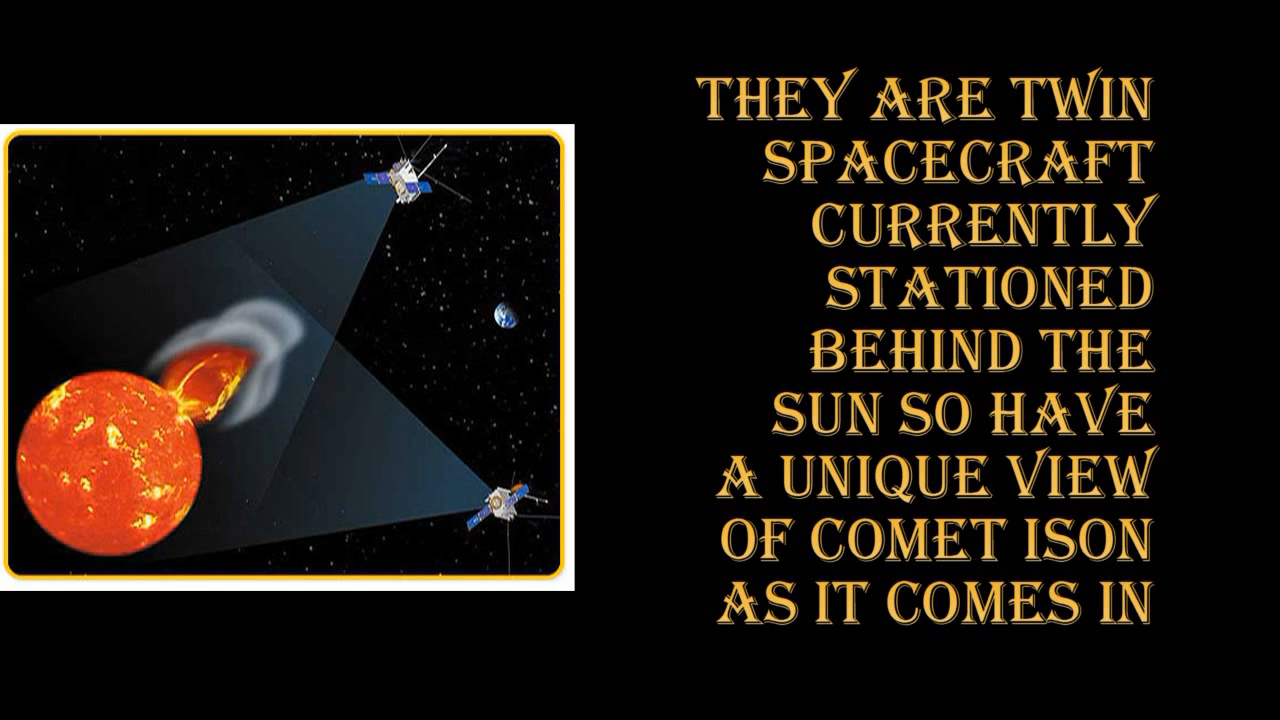 THEY ARE TWIN
SPACECRAFT
CURRENTLY
STATIONED
BEHIND THE
SUN SO HAVE
A UNIQUE VIEW
OF COMET ISON
AS IT COMES IN